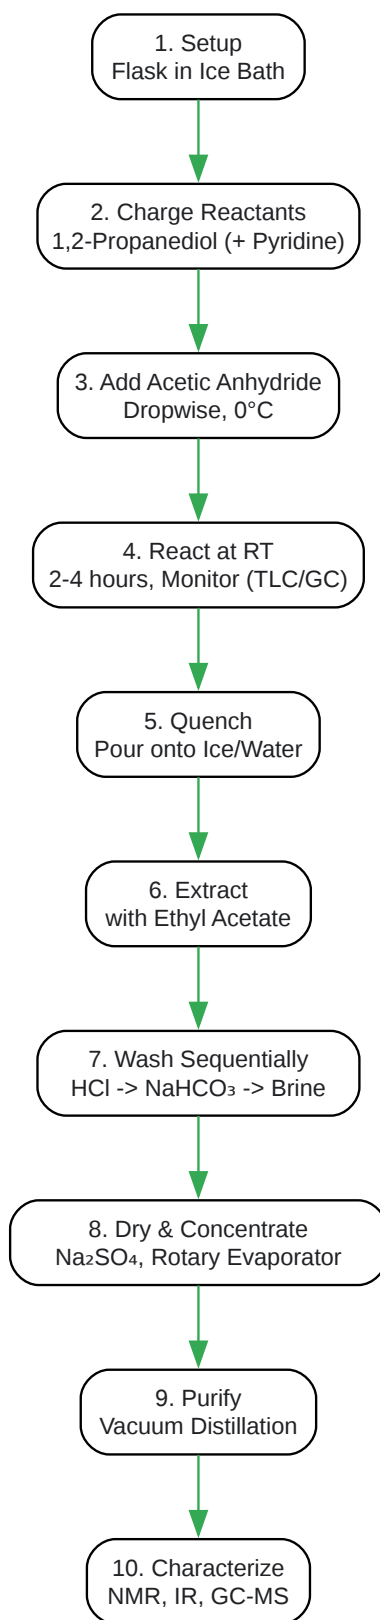 1. Setup
Flask in Ice Bath
2. Charge Reactants
1,2-Propanediol (+ Pyridine)
3. Add Acetic Anhydride
Dropwise, 0°C
4. React at RT
2-4 hours, Monitor (TLC/GC)
5. Quench
Pour onto Ice/Water
6. Extract
with Ethyl Acetate
7. Wash Sequentially
HCl -> NaHCO₃ -> Brine
8. Dry & Concentrate
Na₂SO₄, Rotary Evaporator
9. Purify
Vacuum Distillation
10. Characterize
NMR, IR, GC-MS